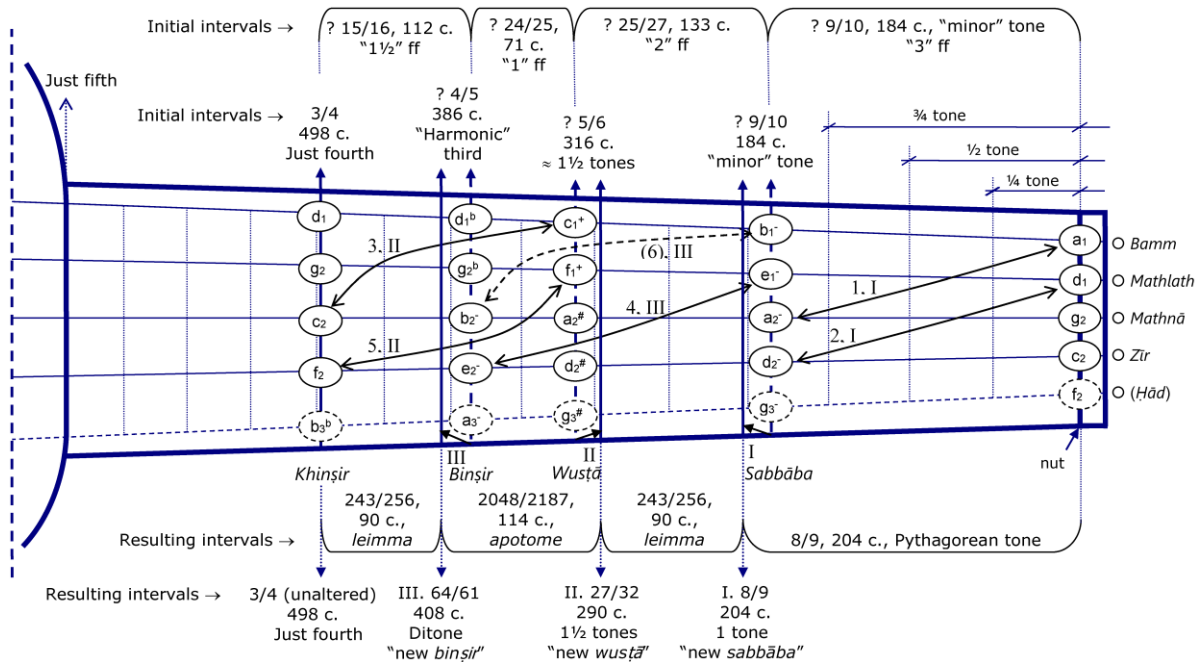 Initial intervals →
? 15/16, 112 c.
“1½” ff
? 24/25,
71 c.
“1” ff
? 25/27, 133 c.
“2” ff
? 9/10, 184 c., “minor” tone
“3” ff
Just fifth
Initial intervals →
3/4
498 c.
Just fourth
? 4/5
386 c.
“Harmonic”
third
? 5/6
316 c.
≈ 1½ tones
? 9/10
184 c.
“minor” tone
¾ tone
½ tone
¼ tone
d₁ d₁ᵇ c₁⁺ b₁⁻ a₁ Bamm
g₂ g₂ᵇ f₁⁺ e₁⁻ d₁ Mathlath
c₂ b₂⁻ a₂# a₂⁻ g₂ Mathnā
f₂ e₂⁻ d₂# d₂⁻ c₂ Zīr
b₃ᵇ a₃⁻ g₃# g₃⁻ f₂ (Ḥād)
3. II
(6). III
1. I
4. III
2. I
5. II
III
II
I
nut
Khinṣir Binṣir Wusṭā Sabbāba
Resulting intervals →
243/256,
90 c.,
leimma
2048/2187,
114 c.,
apotome
243/256,
90 c.,
leimma
8/9, 204 c., Pythagorean tone
Resulting intervals →
3/4 (unaltered)
498 c.
Just fourth
III. 64/61
408 c.
Ditone
“new binṣir”
II. 27/32
290 c.
1½ tones
“new wusṭā”
I. 8/9
204 c.
1 tone
“new sabbāba”